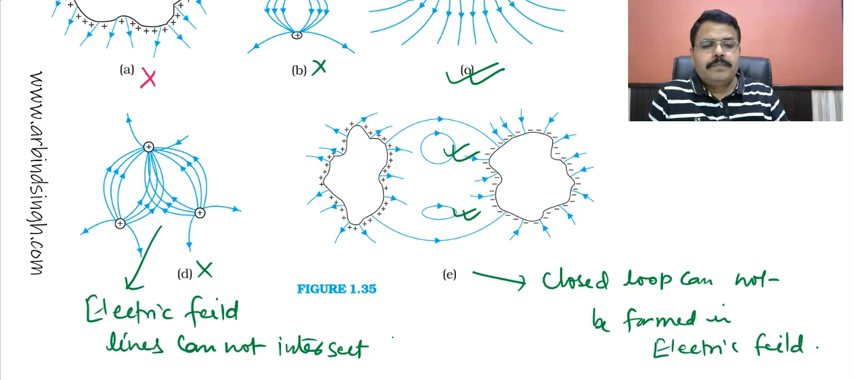 (a)
(b)
(c)
www.arbindsingh.com
(d)
(e)
FIGURE 1.35
Electric feild
lines can not intersect
closed loop can not
be formed in
Electric feild.